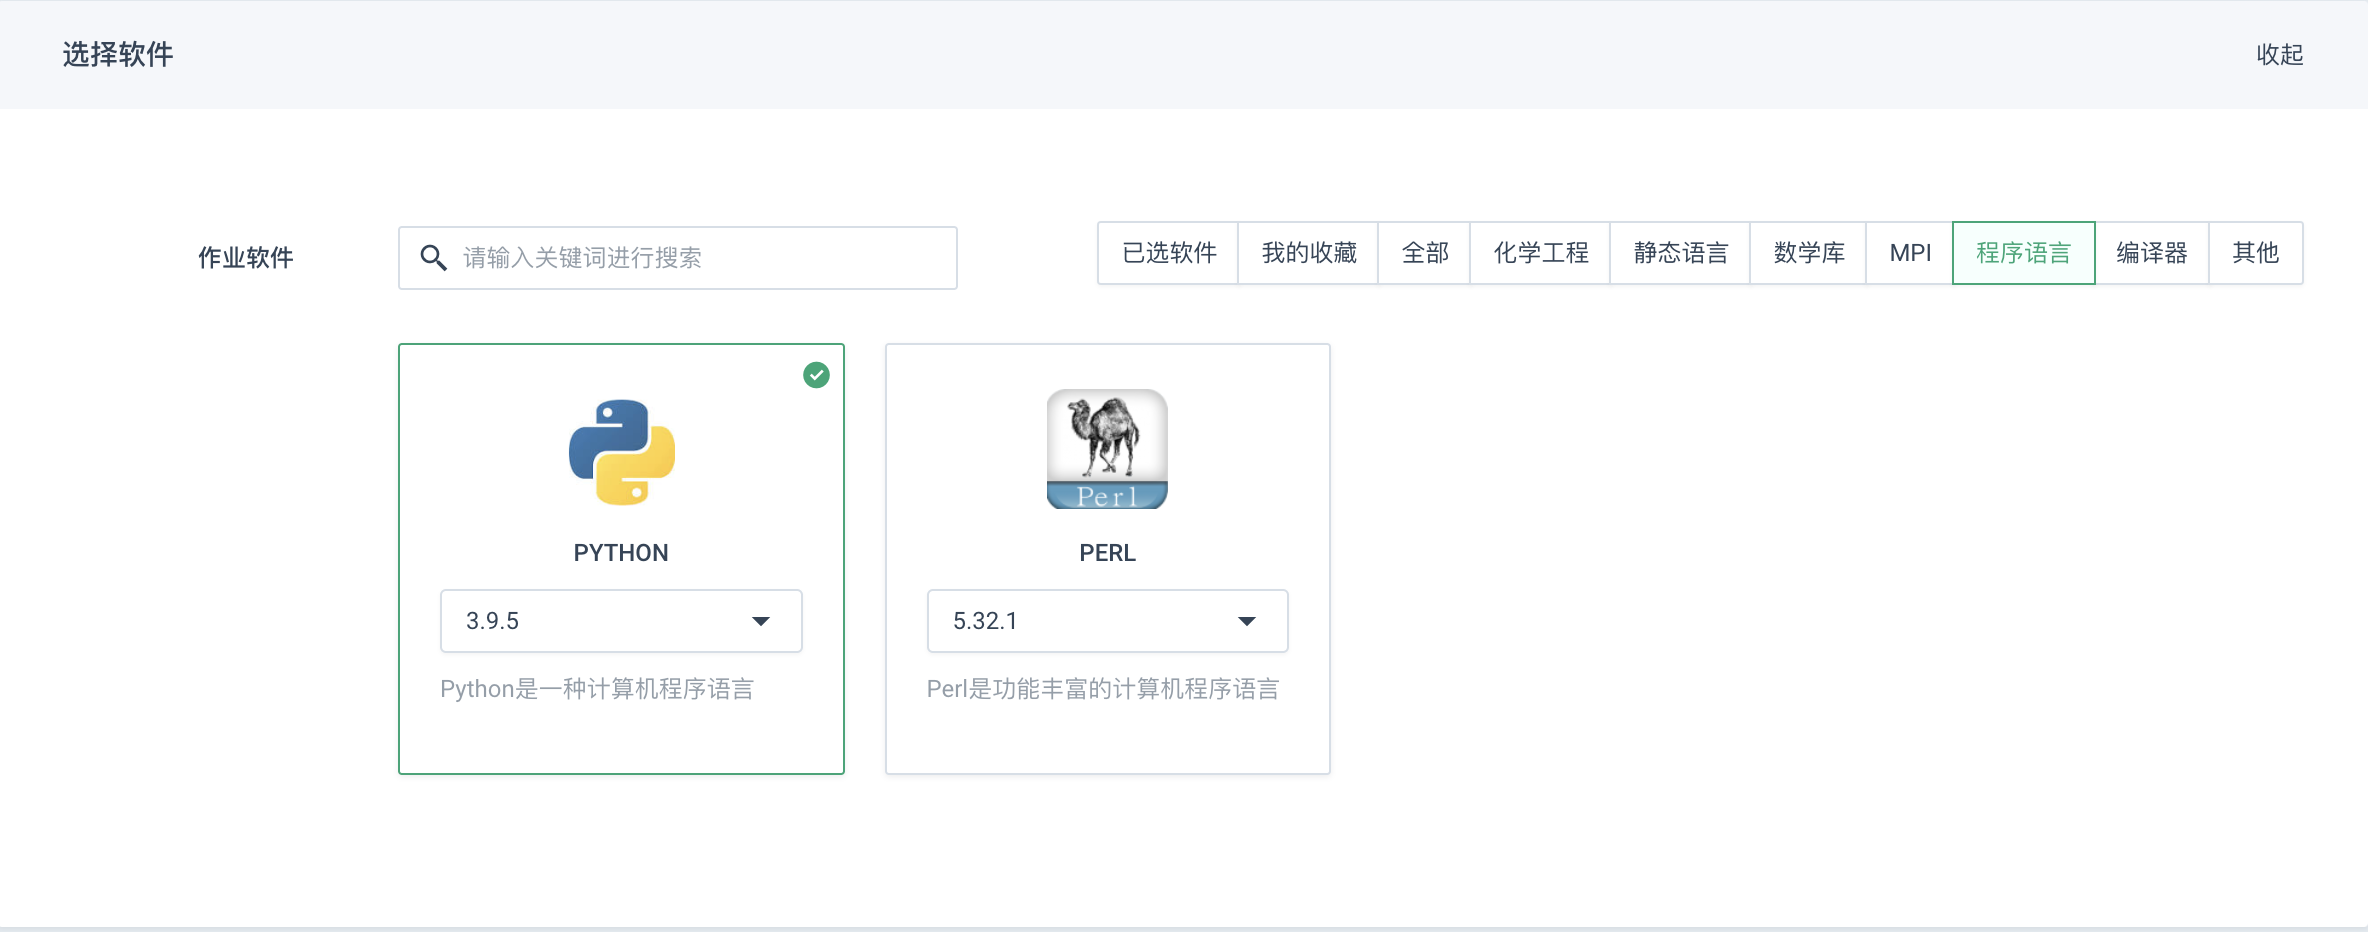 选择软件
收起
作业软件
请输入关键词进行搜索
已选软件
我的收藏
全部
化学工程
静态语言
数学库
MPI
程序语言
编译器
其他
Perl
PYTHON
PERL
3.9.5
5.32.1
Python是一种计算机程序语言
Perl是功能丰富的计算机程序语言